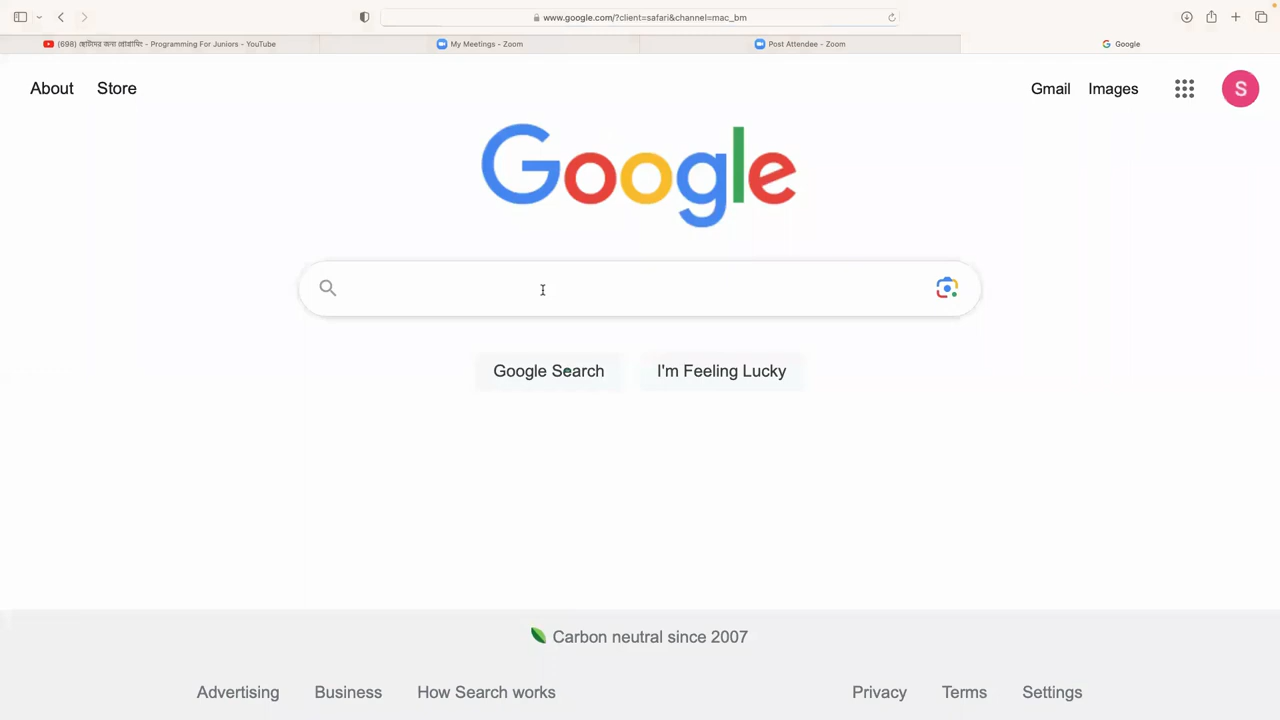 www.google.com/?client=safari&channel=mac_bm
(698) ছোটদের জন্য প্রোগ্রামিং - Programming For Juniors - YouTube
My Meetings - Zoom
Post Attendee - Zoom
Google
About
Store
Gmail
Images
S
Google
Google Search
I'm Feeling Lucky
Carbon neutral since 2007
Advertising
Business
How Search works
Privacy
Terms
Settings